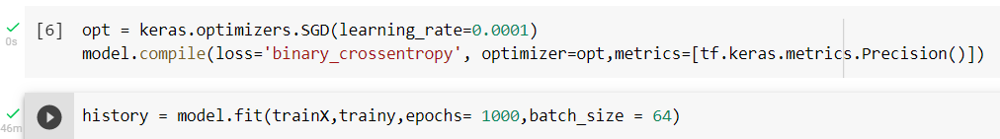 [6] opt = keras.optimizers.SGD(learning_rate=0.0001)
0s
model.compile(loss='binary_crossentropy', optimizer=opt,metrics=[tf.keras.metrics.Precision()])
history = model.fit(trainX,trainy,epochs= 1000,batch_size = 64)
46m